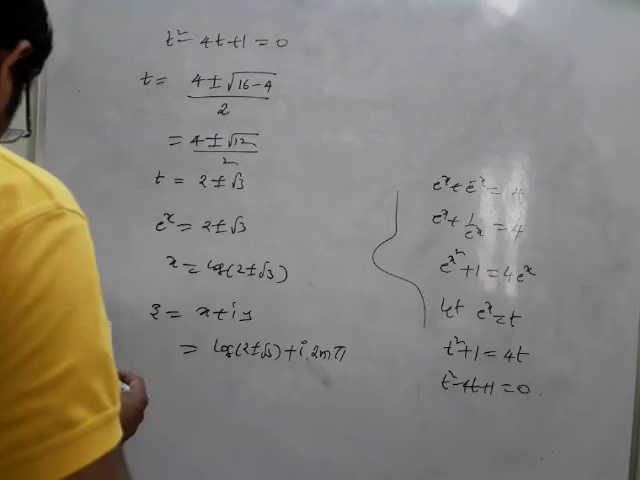 t² - 4t + 1 = 0
t = 4 ± √16-4 / 2
= 4 ± √12 / 2
t = 2 ± √3
eˣ = 2 ± √3
x = log(2 ± √3)
z = x + iy
= log(2 ± √3) + i 2mπ
eˣ + e⁻ˣ = 4
eˣ + 1/eˣ = 4
eˣ² + 1 = 4eˣ
let eˣ = t
t² + 1 = 4t
t² - 4t + 1 = 0.